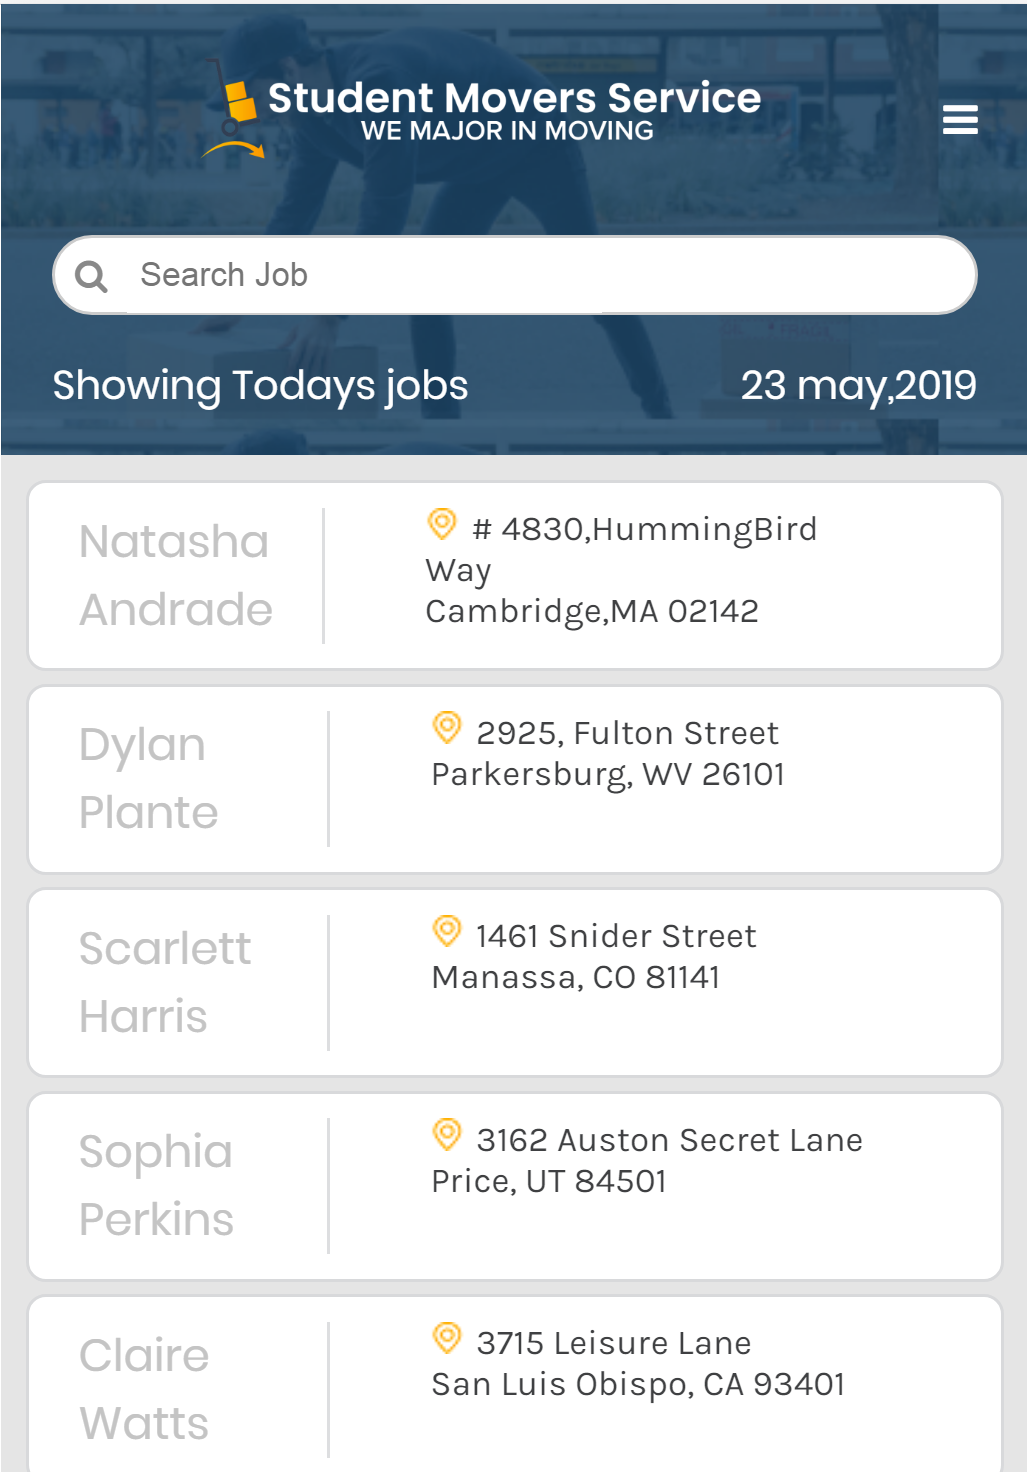 Student Movers Service
WE MAJOR IN MOVING
Search Job
Showing Todays jobs
23 may,2019
Natasha
Andrade
# 4830,HummingBird
Way
Cambridge,MA 02142
Dylan
Plante
2925, Fulton Street
Parkersburg, WV 26101
Scarlett
Harris
1461 Snider Street
Manassa, CO 81141
Sophia
Perkins
3162 Auston Secret Lane
Price, UT 84501
Claire
Watts
3715 Leisure Lane
San Luis Obispo, CA 93401